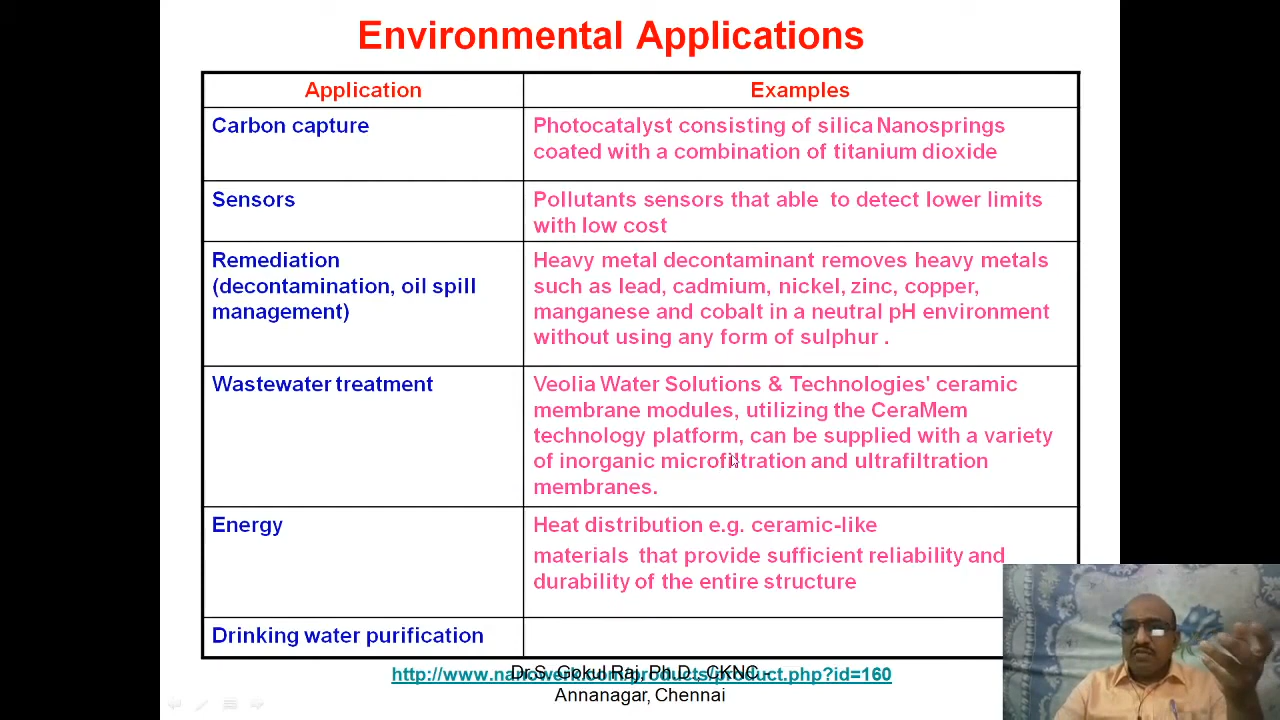 Environmental Applications
Application
Examples
Carbon capture
Photocatalyst consisting of silica Nanosprings
coated with a combination of titanium dioxide
Sensors
Pollutants sensors that able to detect lower limits
with low cost
Remediation
(decontamination, oil spill
management)
Heavy metal decontaminant removes heavy metals
such as lead, cadmium, nickel, zinc, copper,
manganese and cobalt in a neutral pH environment
without using any form of sulphur .
Wastewater treatment
Veolia Water Solutions & Technologies' ceramic
membrane modules, utilizing the CeraMem
technology platform, can be supplied with a variety
of inorganic microfiltration and ultrafiltration
membranes.
Energy
Heat distribution e.g. ceramic-like
materials that provide sufficient reliability and
durability of the entire structure
Drinking water purification
http://www.nanowerk.com/products/product.php?id=160
Dr.S. Gokul Raj, Ph.D., CKNC -
Annanagar, Chennai